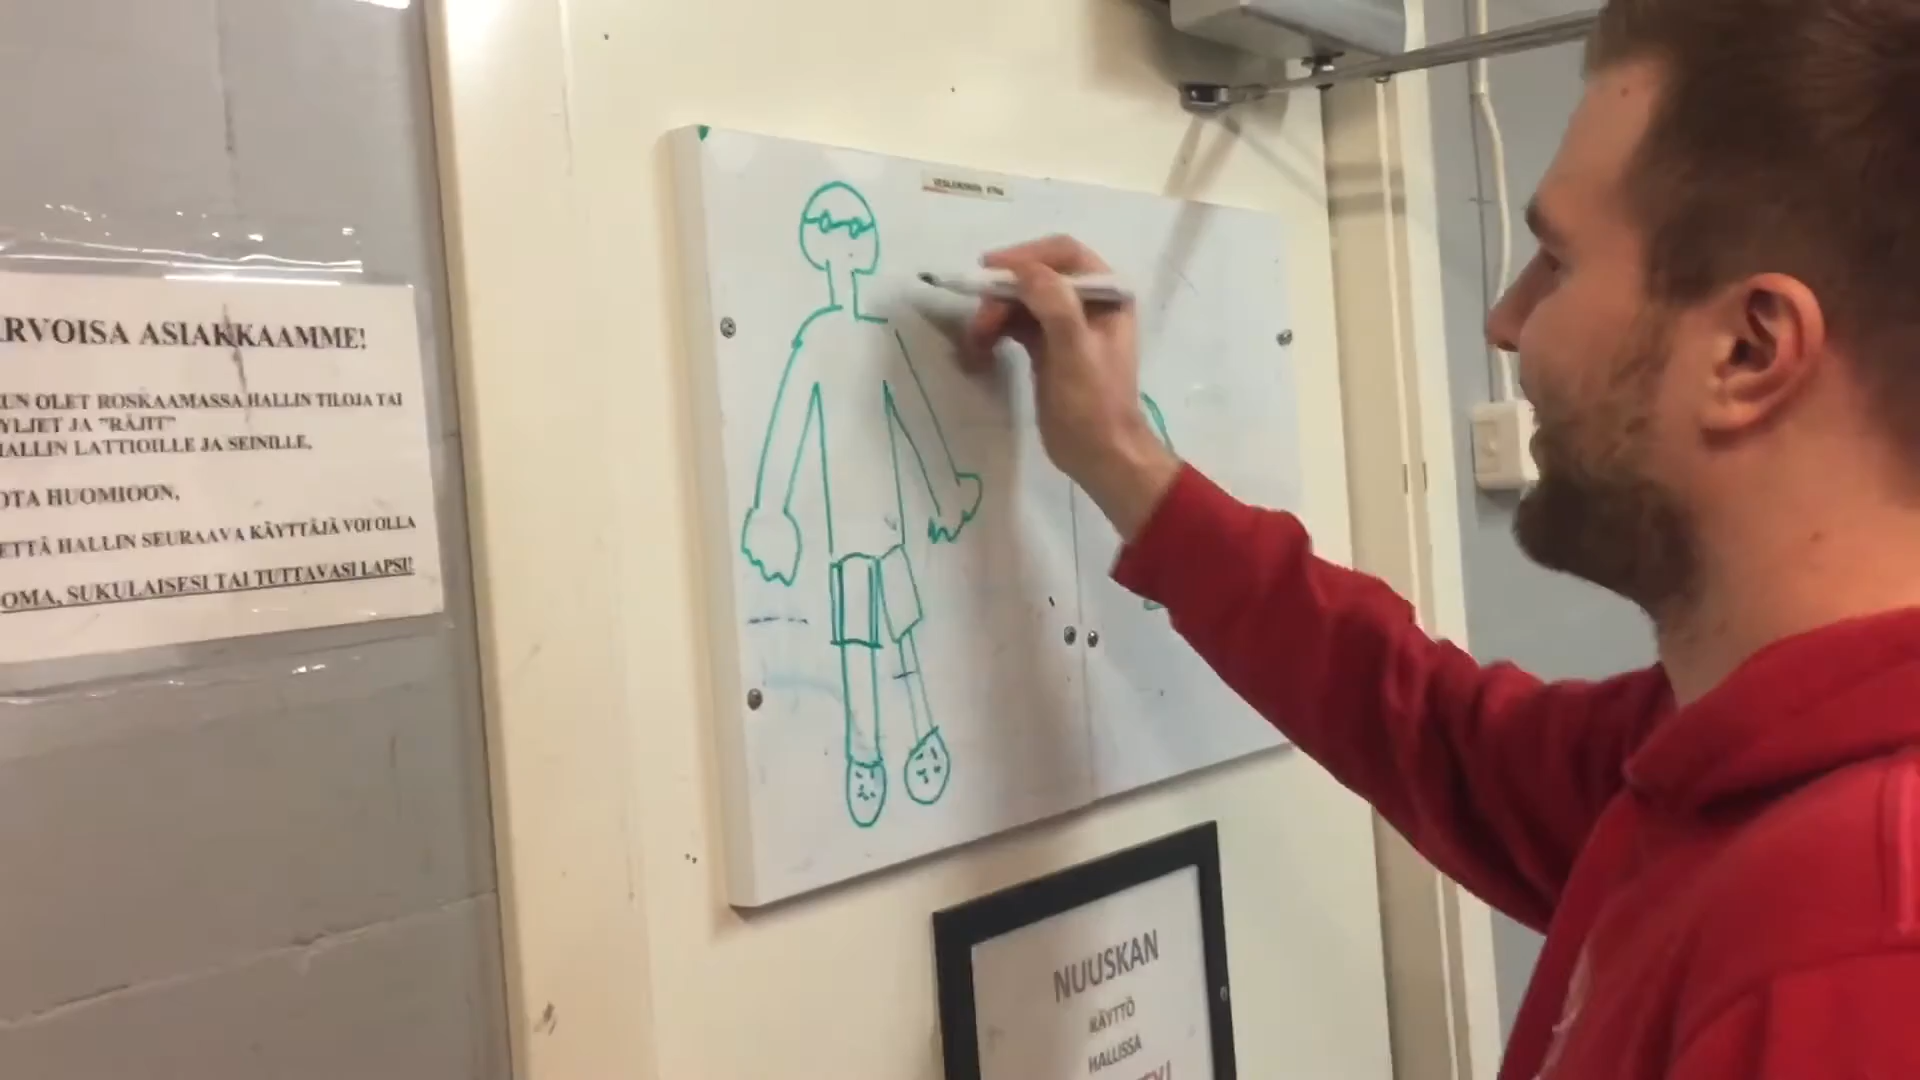 ARVOISA ASIAKKAAMME!
KUN OLET ROSKAAMASSA HALLIN TILOJA TAI
SYLJET JA "RÄJIT"
HALLIN LATTIOILLE JA SEINILLE,
OTA HUOMIOON,
ETTÄ HALLIN SEURAAVA KÄYTTÄJÄ VOI OLLA
OMA, SUKULAISESI TAI TUTTAVASI LAPSI!
NUUSKAN
KÄYTTÖ
HALLISSA